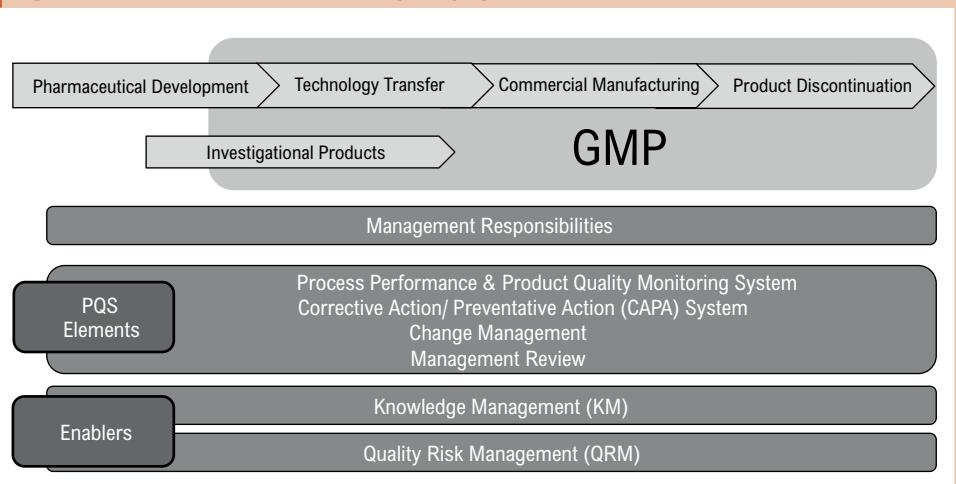 Pharmaceutical Development
Technology Transfer
Commercial Manufacturing
Product Discontinuation
Investigational Products
GMP
Management Responsibilities
PQS
Elements
Process Performance & Product Quality Monitoring System
Corrective Action/ Preventative Action (CAPA) System
Change Management
Management Review
Enablers
Knowledge Management (KM)
Quality Risk Management (QRM)